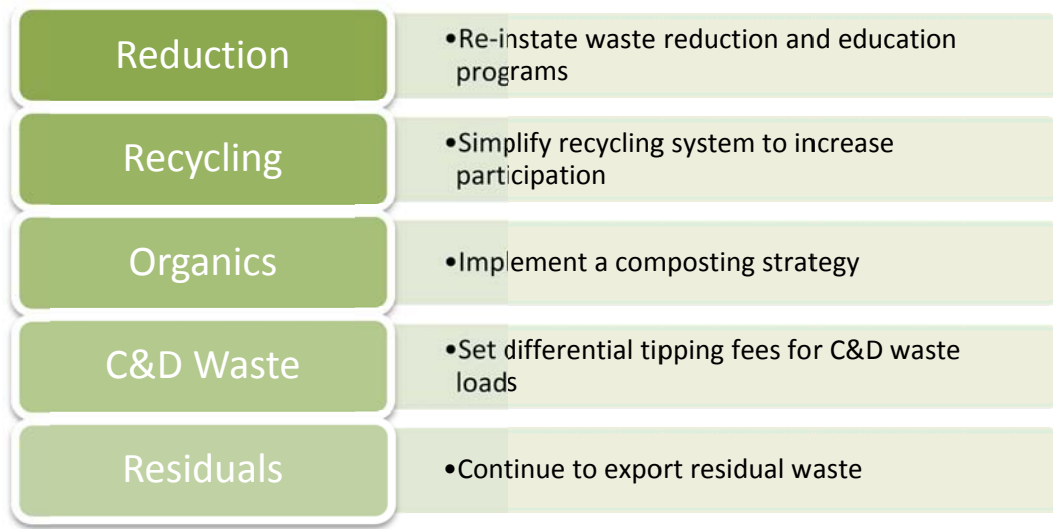 Reduction
•Re-instate waste reduction and education
programs
Recycling
•Simplify recycling system to increase
participation
Organics
•Implement a composting strategy
C&D Waste
•Set differential tipping fees for C&D waste
loads
Residuals
•Continue to export residual waste